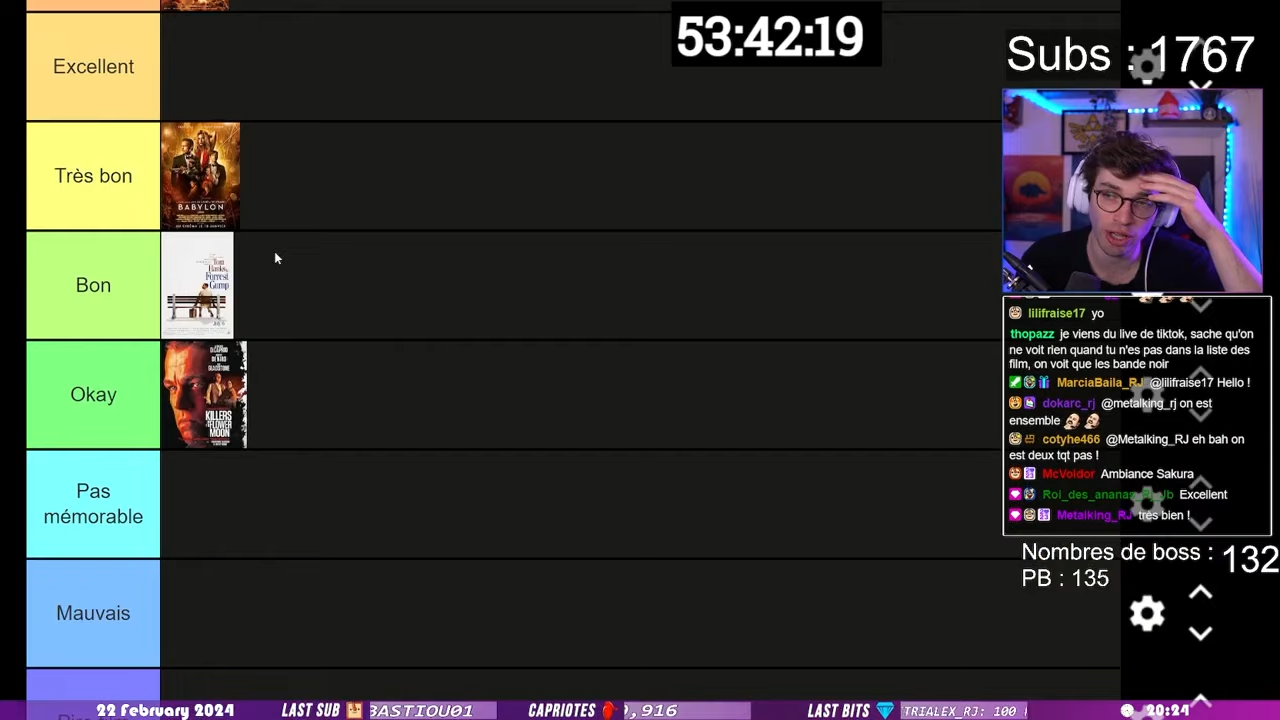 53:42:19
Subs : 1767
Excellent
Très bon
BABYLON
Bon
Tom
Hanks
Forrest
Gump
Okay
KILLERS
FLOWER
MOON
Pas
mémorable
Mauvais
lilifraise17 yo
thopazz je viens du live de tiktok, sache qu'on
ne voit rien quand tu n'es pas dans la liste des
film, on voit que les bande noir
MarciaBaila_RJ @lilifraise17 Hello !
dokarc_rj @metalking_rj on est
ensemble
cotyhe466 @Metalking_RJ eh bah on
est deux tqt pas !
McVoldor Ambiance Sakura
Roi_des_ananas Excellent
Metalking_RJ très bien !
Nombres de boss : 132
PB : 135
22 February 2024
LAST SUB BASTIOU01
CAPRIOTES ,916
LAST BITS TRIALEX_RJ: 100
20:24